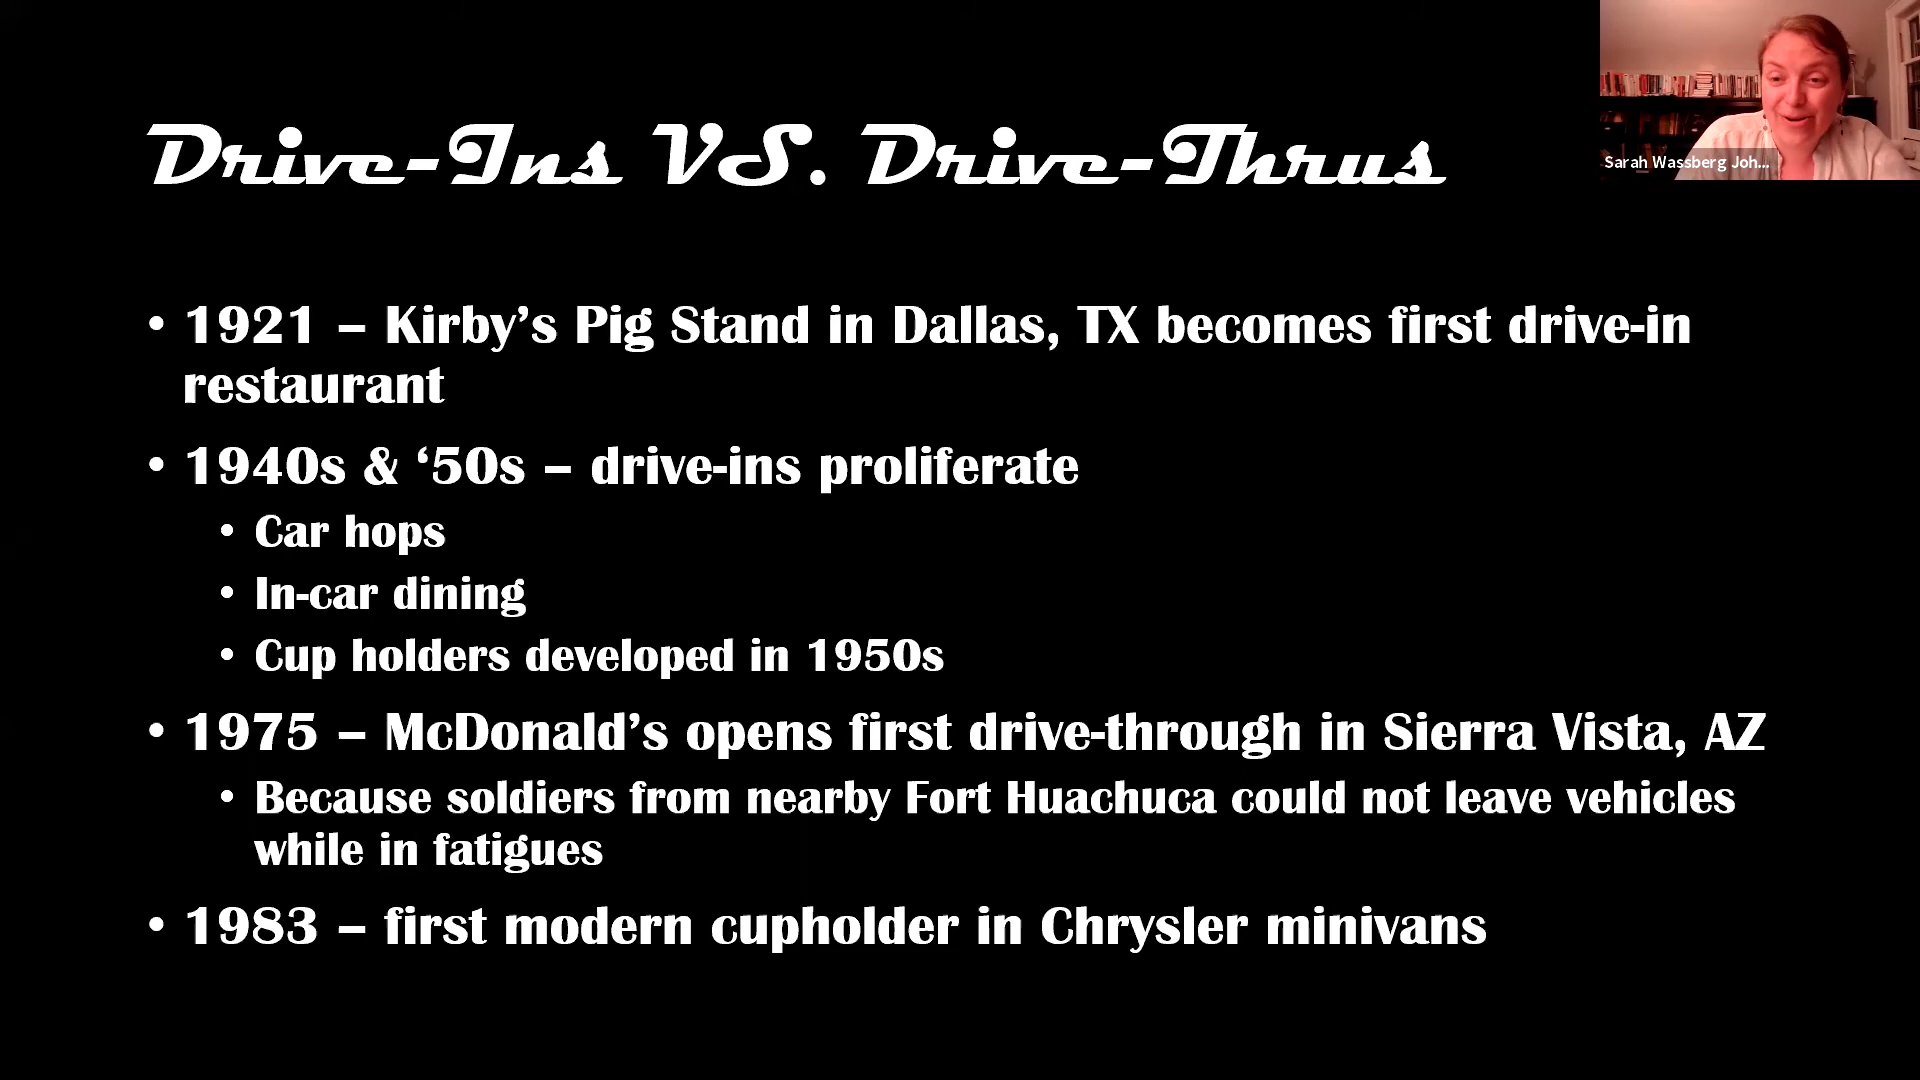 Drive-Ins VS. Drive-Thrus
Sarah Wassberg Joh...
• 1921 – Kirby’s Pig Stand in Dallas, TX becomes first drive-in
restaurant
• 1940s & ‘50s – drive-ins proliferate
• Car hops
• In-car dining
• Cup holders developed in 1950s
• 1975 – McDonald’s opens first drive-through in Sierra Vista, AZ
• Because soldiers from nearby Fort Huachuca could not leave vehicles
while in fatigues
• 1983 – first modern cupholder in Chrysler minivans